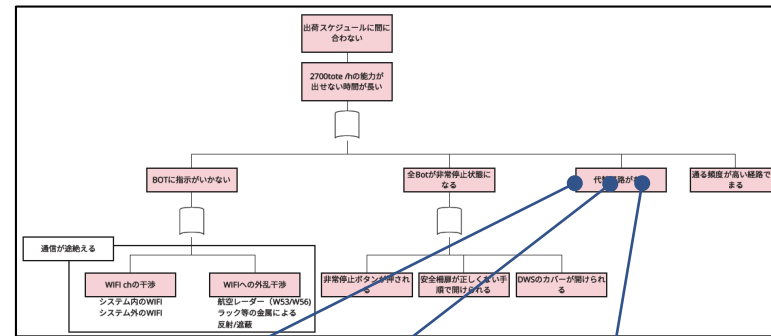 出荷スケジュールに間に
合わない
2700tote /hの能力が
出せない時間が長い
BOTに指示がいかない
全Botが非常停止状態に
なる
通る頻度が高い経路で
まる
通信が途絶える
WIFI chの干渉
システム内のWIFI
システム外のWIFI
WIFIへの外乱干渉
航空レーダー（W53/W56)
ラック等の金属による
反射/遮蔽
非常停止ボタンが押され
る
安全柵扉が正しくない手
順で開けられる
DWSのカバーが開けられ
る